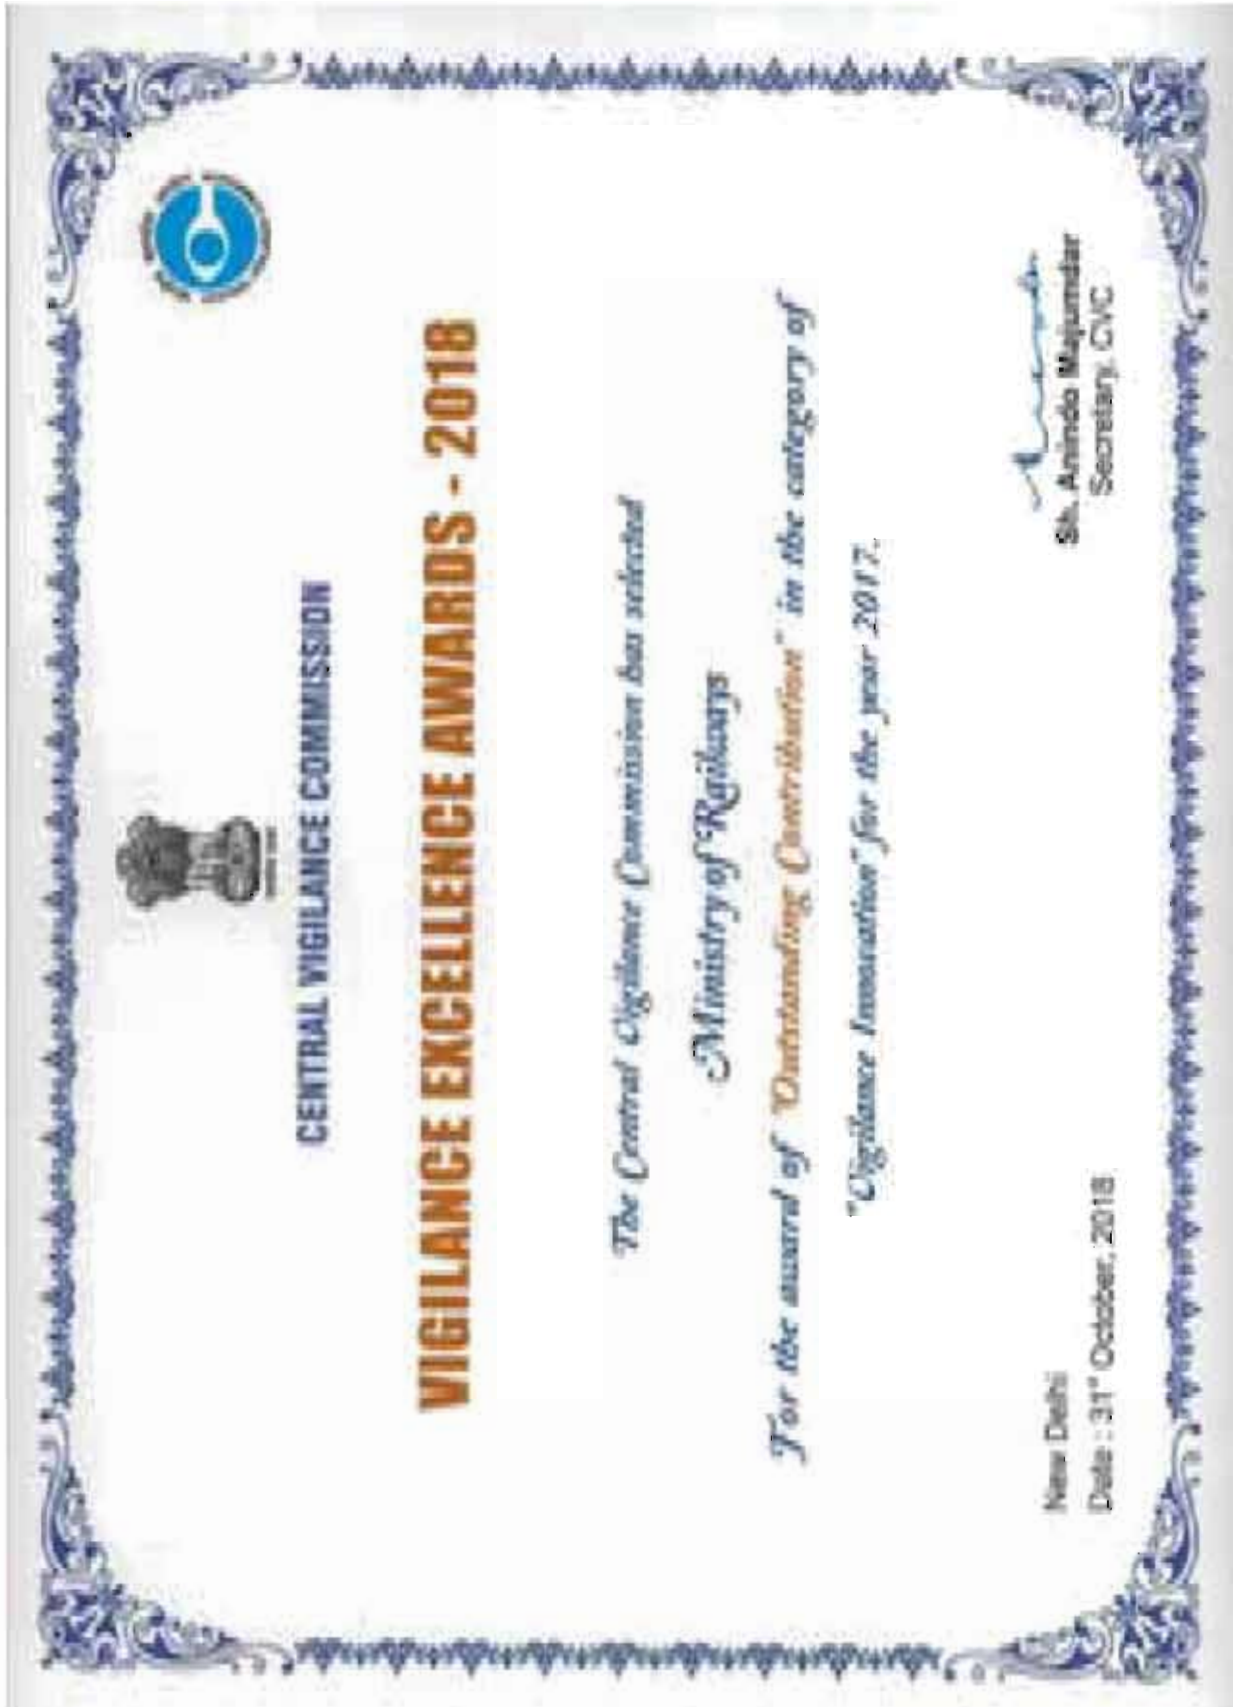 CENTRAL VIGILANCE COMMISSION
VIGILANCE EXCELLENCE AWARDS - 2018
The Central Vigilance Commission has selected
Ministry of Railways
For the award of "Outstanding Contribution" in the category of
"Vigilance Innovation" for the year 2017.
New Delhi
Date : 31st October, 2018
Sh. Anindo Majumdar
Secretary, CVC